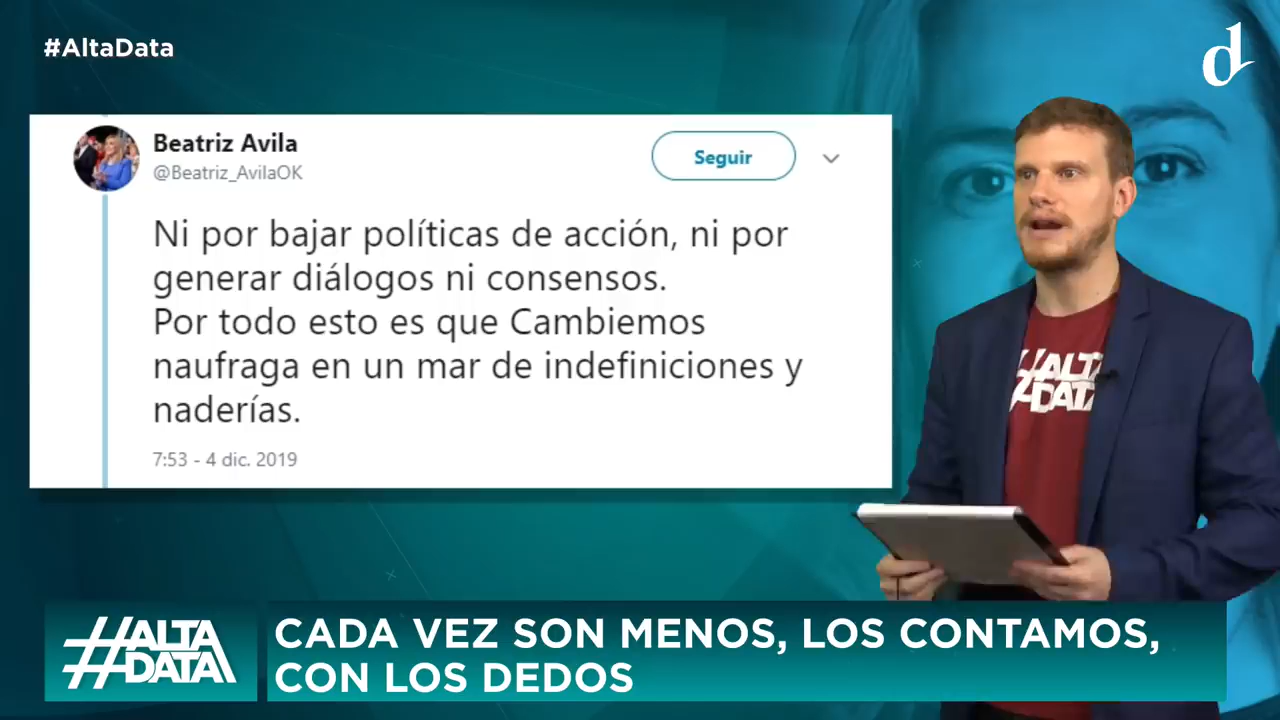 #AltaData
d
Beatriz Avila
@Beatriz_AvilaOK
Seguir
Ni por bajar políticas de acción, ni por
generar diálogos ni consensos.
Por todo esto es que Cambiemos
naufraga en un mar de indefiniciones y
naderías.
7:53 - 4 dic. 2019
#ALTA
DATA
#ALTA
DATA
CADA VEZ SON MENOS, LOS CONTAMOS,
CON LOS DEDOS